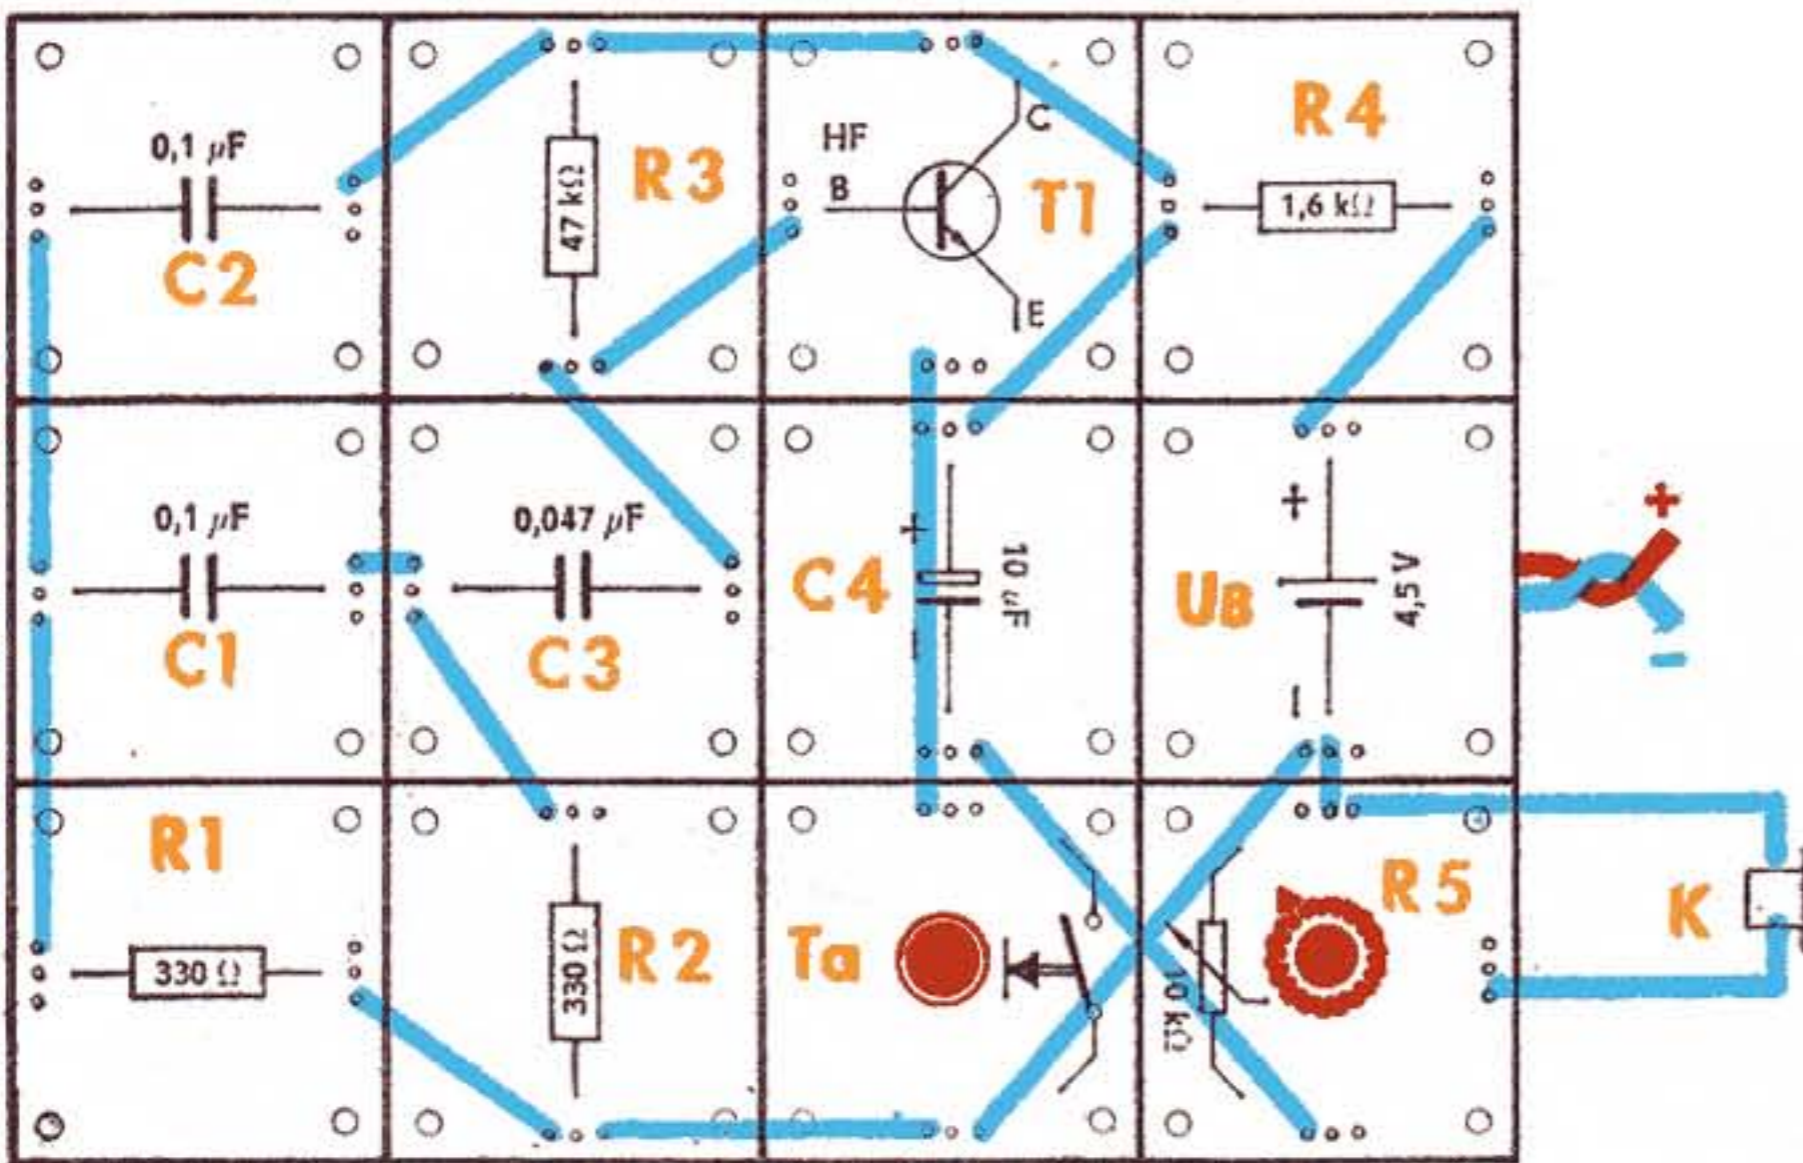 0,1 µF
C2
47 kΩ
R3
HF
B
C
E
T1
R4
1,6 kΩ
0,1 µF
C1
0,047 µF
C3
+
C4
10 µF
−
+
UB
4,5 V
−
+
−
R1
330 Ω
330 Ω
R2
Ta
10 kΩ
R5
K